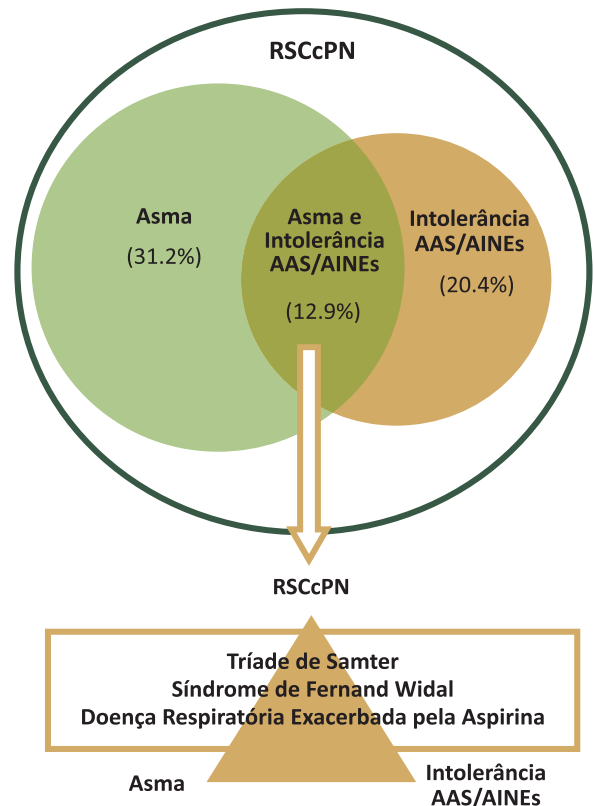 RSCcPN
Asma
(31.2%)
Asma e
Intolerância
AAS/AINEs
(12.9%)
Intolerância
AAS/AINEs
(20.4%)
RSCcPN
Tríade de Samter
Síndrome de Fernand Widal
Doença Respiratória Exacerbada pela Aspirina
Asma
Intolerância
AAS/AINEs